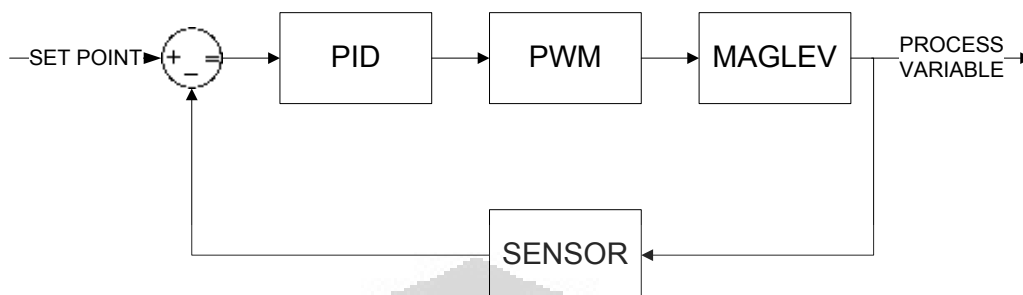 SET POINT
+
−
=
PID
PWM
MAGLEV
PROCESS
VARIABLE
SENSOR